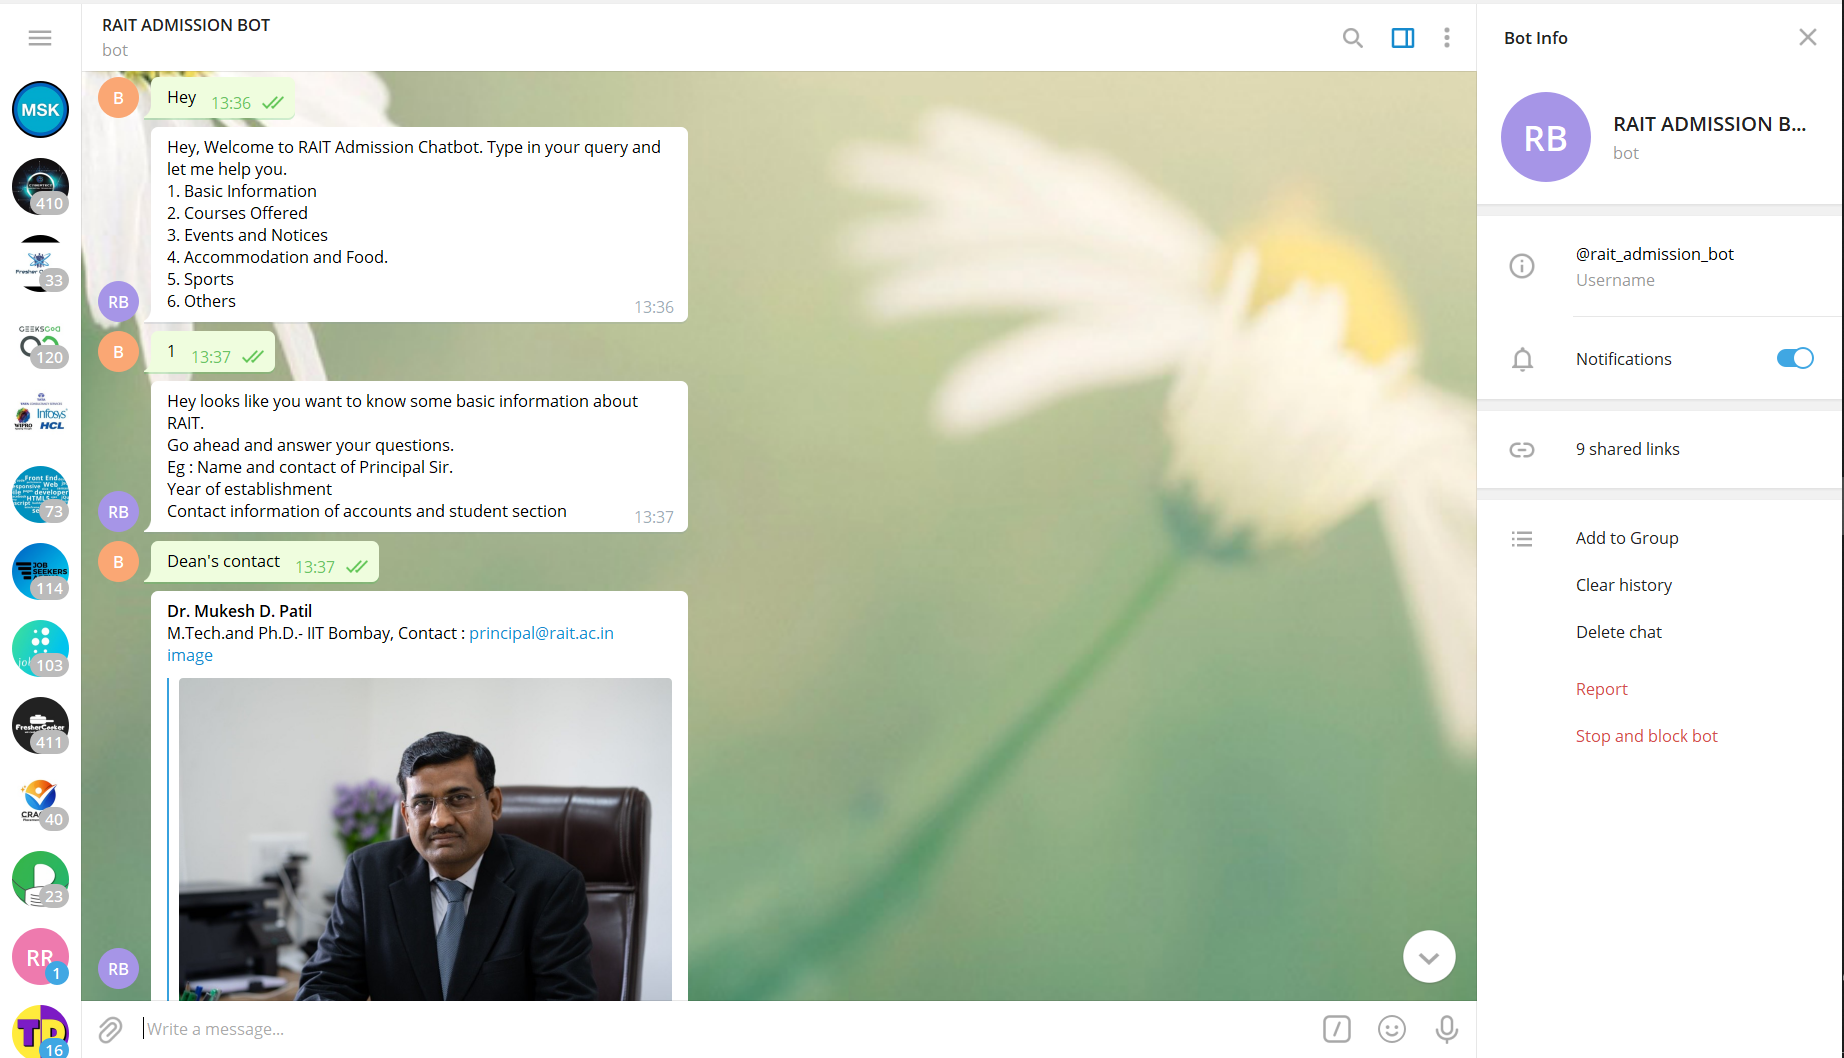 RAIT ADMISSION BOT
bot
MSK
410
33
GEEKSGOD
120
Infosys
WIPRO HCL
Front End
Web
developer
HTML5
73
JOB
SEEKERS
114
103
FresherGeeker
411
CRA
40
23
RR
1
TD
16
B
Hey 13:36
Hey, Welcome to RAIT Admission Chatbot. Type in your query and
let me help you.
1. Basic Information
2. Courses Offered
3. Events and Notices
4. Accommodation and Food.
5. Sports
6. Others
13:36
RB
B
1 13:37
Hey looks like you want to know some basic information about
RAIT.
Go ahead and answer your questions.
Eg : Name and contact of Principal Sir.
Year of establishment
Contact information of accounts and student section
13:37
RB
B
Dean's contact 13:37
Dr. Mukesh D. Patil
M.Tech.and Ph.D.- IIT Bombay, Contact : principal@rait.ac.in
image
RB
Write a message...
Bot Info
RB
RAIT ADMISSION B...
bot
@rait_admission_bot
Username
Notifications
9 shared links
Add to Group
Clear history
Delete chat
Report
Stop and block bot